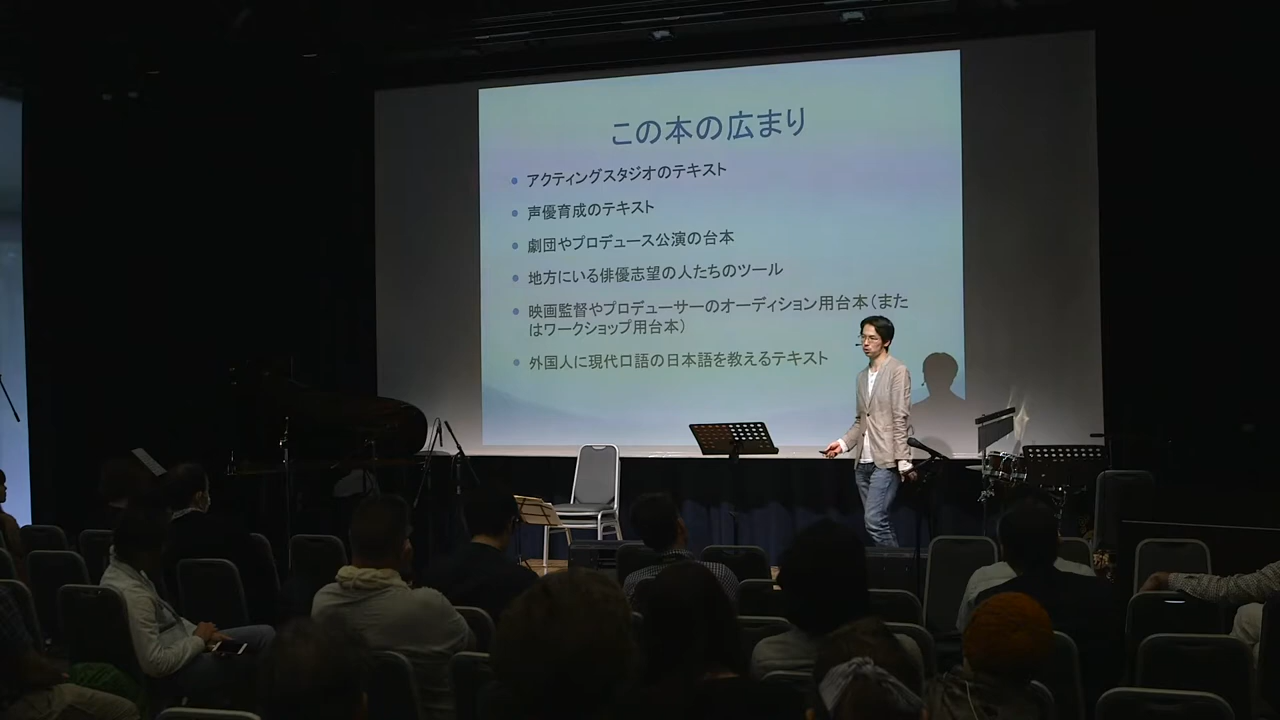 この本の広まり
アクティングスタジオのテキスト
声優育成のテキスト
劇団やプロデュース公演の台本
地方にいる俳優志望の人たちのツール
映画監督やプロデューサーのオーディション用台本（また
はワークショップ用台本）
外国人に現代口語の日本語を教えるテキスト